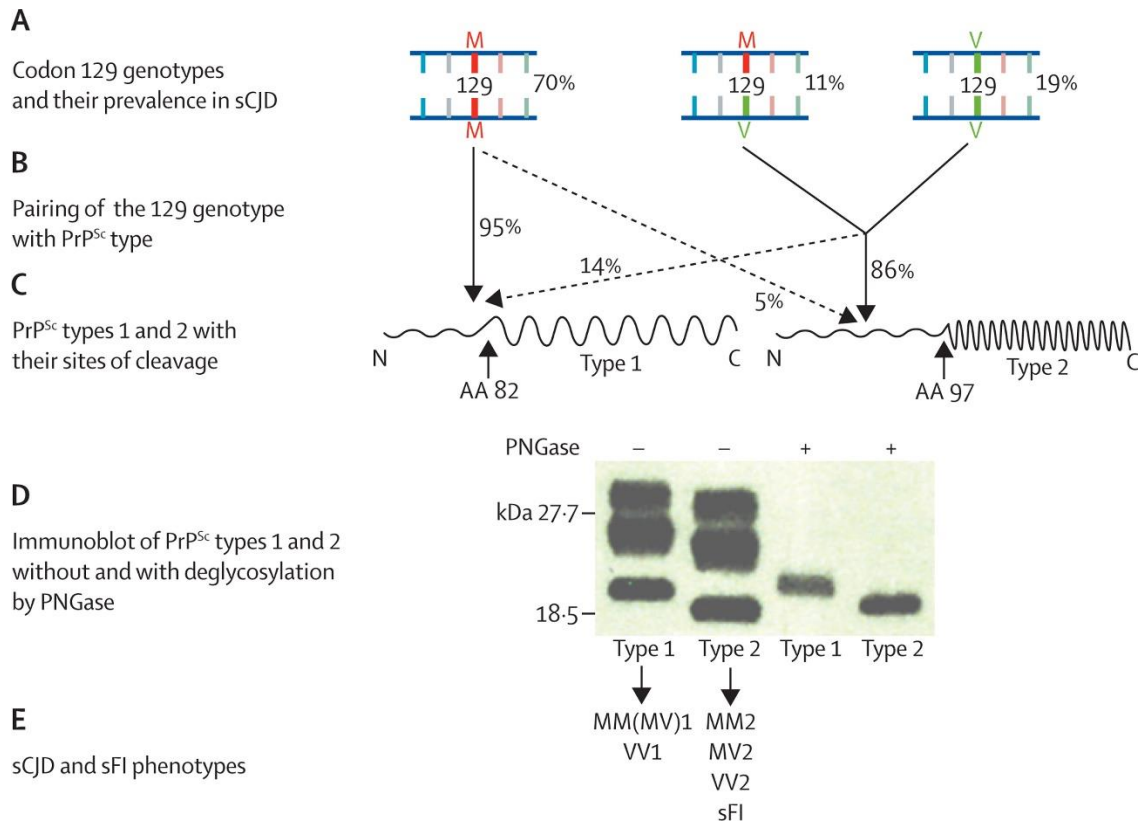 A
Codon 129 genotypes
and their prevalence in sCJD
M
M
V
129
70%
129
11%
129
19%
M
V
V
B
Pairing of the 129 genotype
with PrPSc type
95%
14%
86%
5%
C
PrPSc types 1 and 2 with
their sites of cleavage
N
Type 1
C
N
Type 2
C
AA 82
AA 97
PNGase – – + +
D
Immunoblot of PrPSc types 1 and 2
without and with deglycosylation
by PNGase
kDa 27·7
18·5
Type 1 Type 2 Type 1 Type 2
E
sCJD and sFI phenotypes
MM(MV)1
VV1
MM2
MV2
VV2
sFI